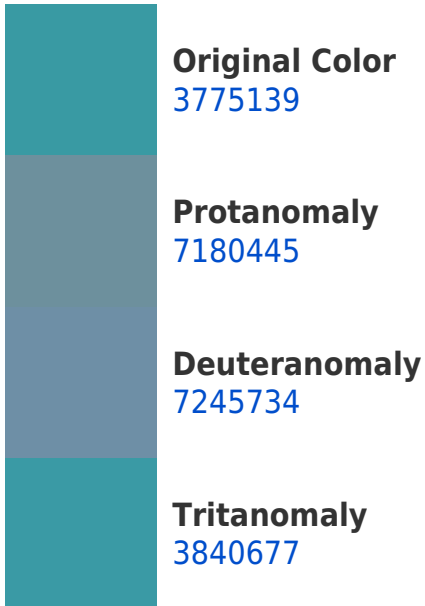 Original Color
3775139
Protanomaly
7180445
Deuteranomaly
7245734
Tritanomaly
3840677